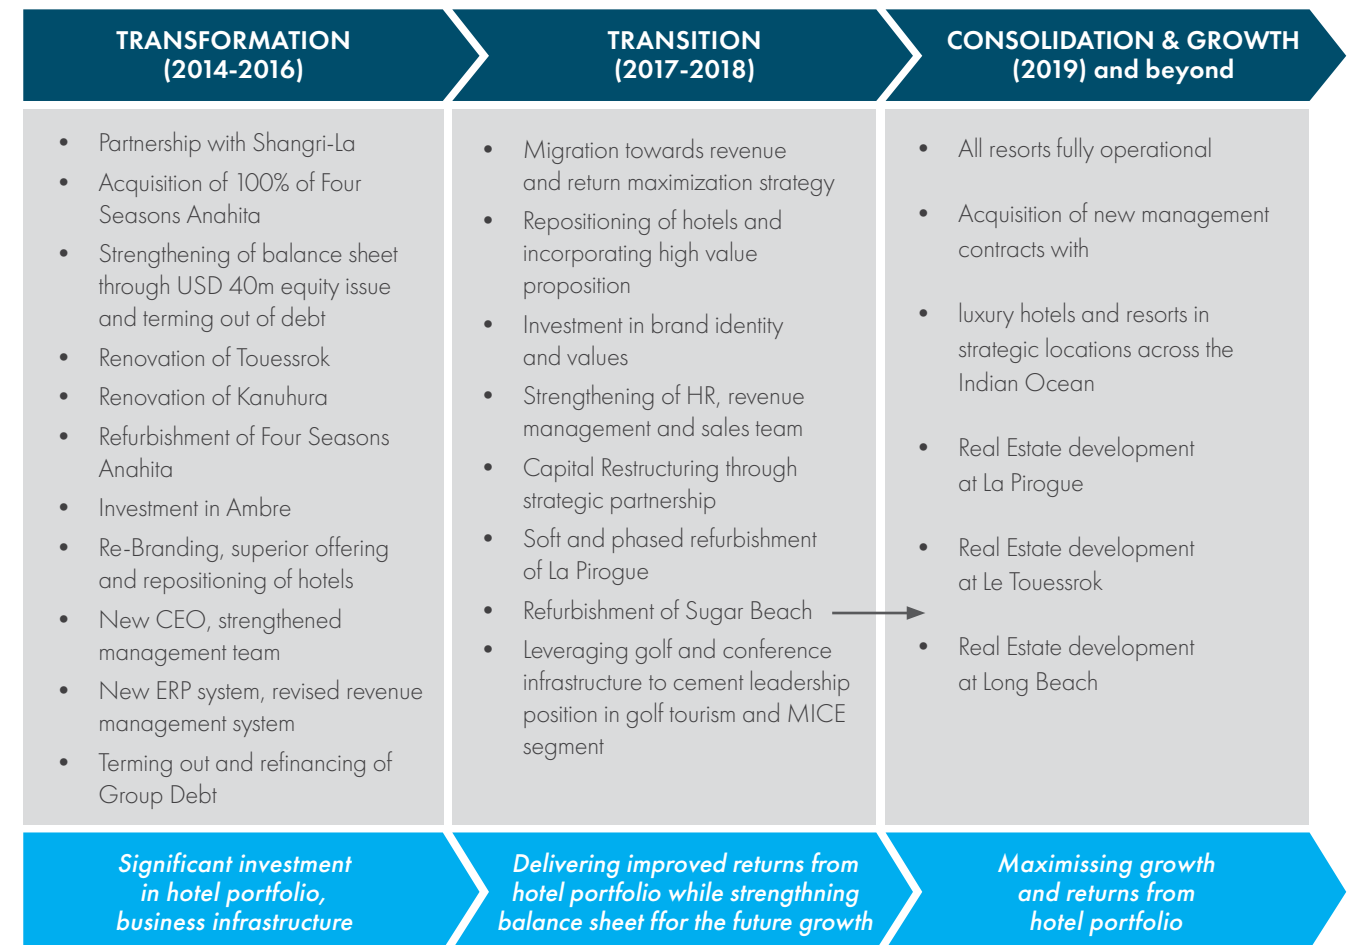 TRANSFORMATION
(2014-2016)
TRANSITION
(2017-2018)
CONSOLIDATION & GROWTH
(2019) and beyond
• Partnership with Shangri-La
• Acquisition of 100% of Four
Seasons Anahita
• Strengthening of balance sheet
through USD 40m equity issue
and terming out of debt
• Renovation of Touessrok
• Renovation of Kanuhura
• Refurbishment of Four Seasons
Anahita
• Investment in Ambre
• Re-Branding, superior offering
and repositioning of hotels
• New CEO, strengthened
management team
• New ERP system, revised revenue
management system
• Terming out and refinancing of
Group Debt
• Migration towards revenue
and return maximization strategy
• Repositioning of hotels and
incorporating high value
proposition
• Investment in brand identity
and values
• Strengthening of HR, revenue
management and sales team
• Capital Restructuring through
strategic partnership
• Soft and phased refurbishment
of La Pirogue
• Refurbishment of Sugar Beach
• Leveraging golf and conference
infrastructure to cement leadership
position in golf tourism and MICE
segment
• All resorts fully operational
• Acquisition of new management
contracts with
• luxury hotels and resorts in
strategic locations across the
Indian Ocean
• Real Estate development
at La Pirogue
• Real Estate development
at Le Touessrok
• Real Estate development
at Long Beach
Significant investment
in hotel portfolio,
business infrastructure
Delivering improved returns from
hotel portfolio while strengthning
balance sheet ffor the future growth
Maximissing growth
and returns from
hotel portfolio